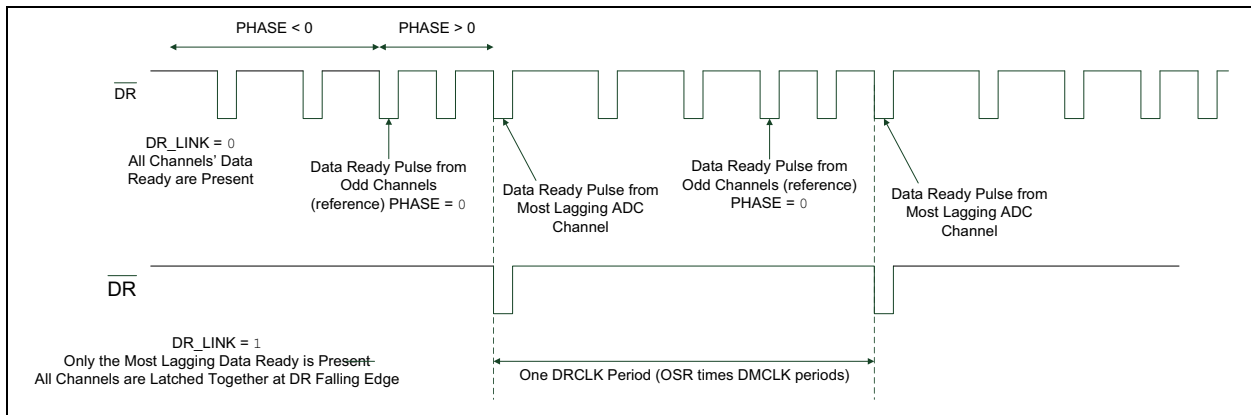 PHASE < 0
PHASE > 0
DR
DR_LINK = 0
All Channels' Data
Ready are Present
Data Ready Pulse from
Odd Channels
(reference) PHASE = 0
Data Ready Pulse from
Most Lagging ADC
Channel
Data Ready Pulse from
Odd Channels (reference)
PHASE = 0
Data Ready Pulse from
Most Lagging ADC
Channel
DR
DR_LINK = 1
Only the Most Lagging Data Ready is Present
All Channels are Latched Together at DR Falling Edge
One DRCLK Period (OSR times DMCLK periods)